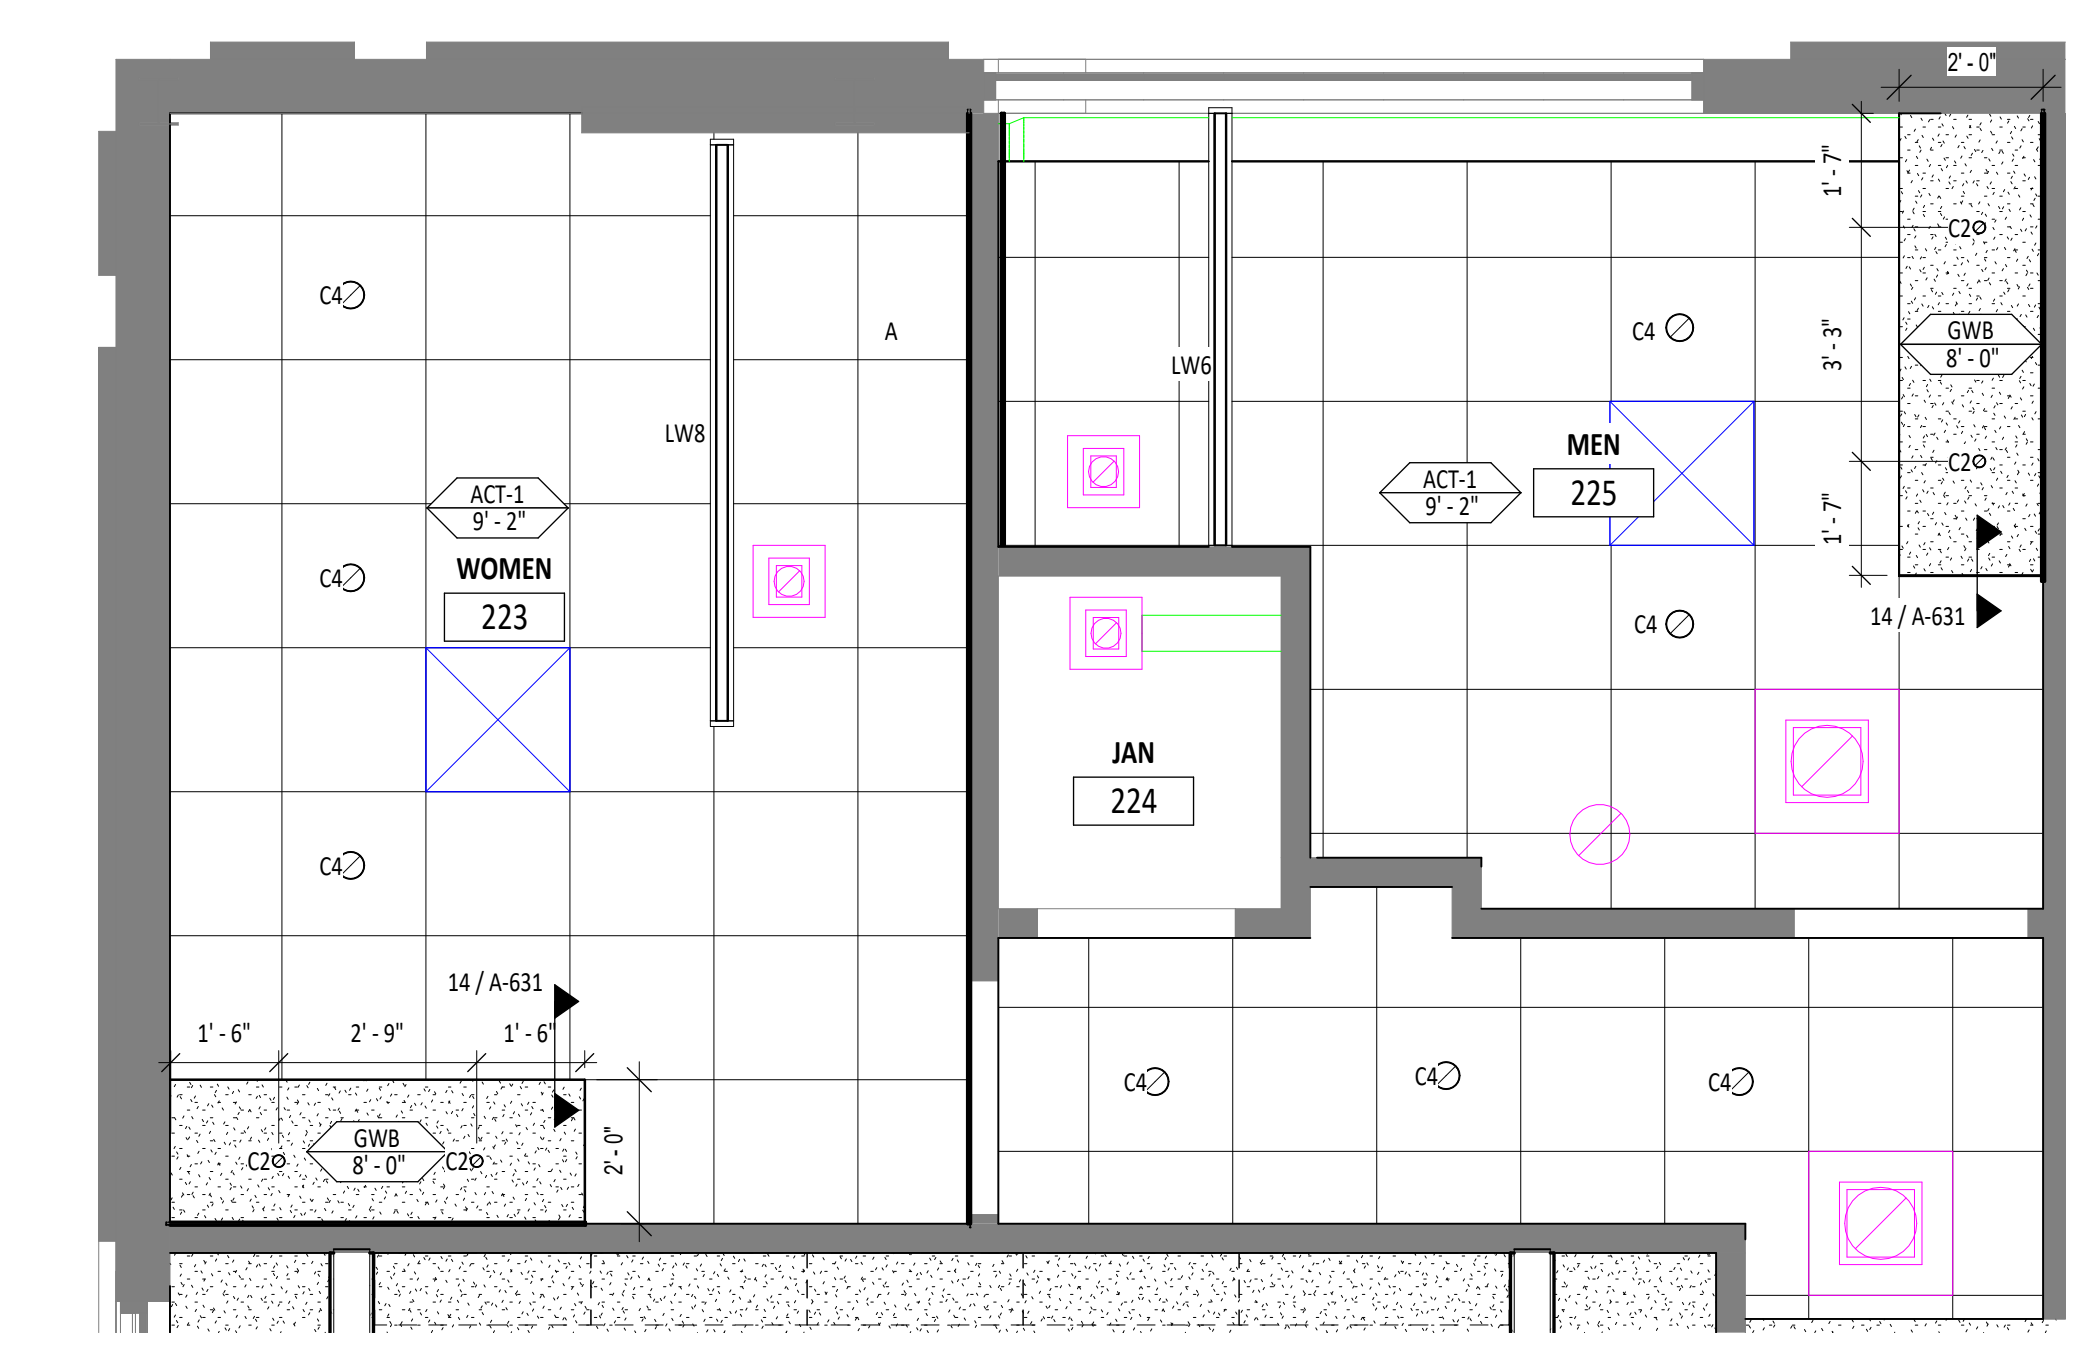 2' - 0"
1' - 7"
C2
C4
A
C4
GWB
8' - 0"
3' - 3"
LW6
LW8
MEN
225
ACT-1
9' - 2"
C2
ACT-1
9' - 2"
1' - 7"
WOMEN
223
C4
14 / A-631
C4
JAN
224
C4
14 / A-631
1' - 6"
2' - 9"
1' - 6"
C4
C4
C4
GWB
8' - 0"
C2
C2
2' - 0"